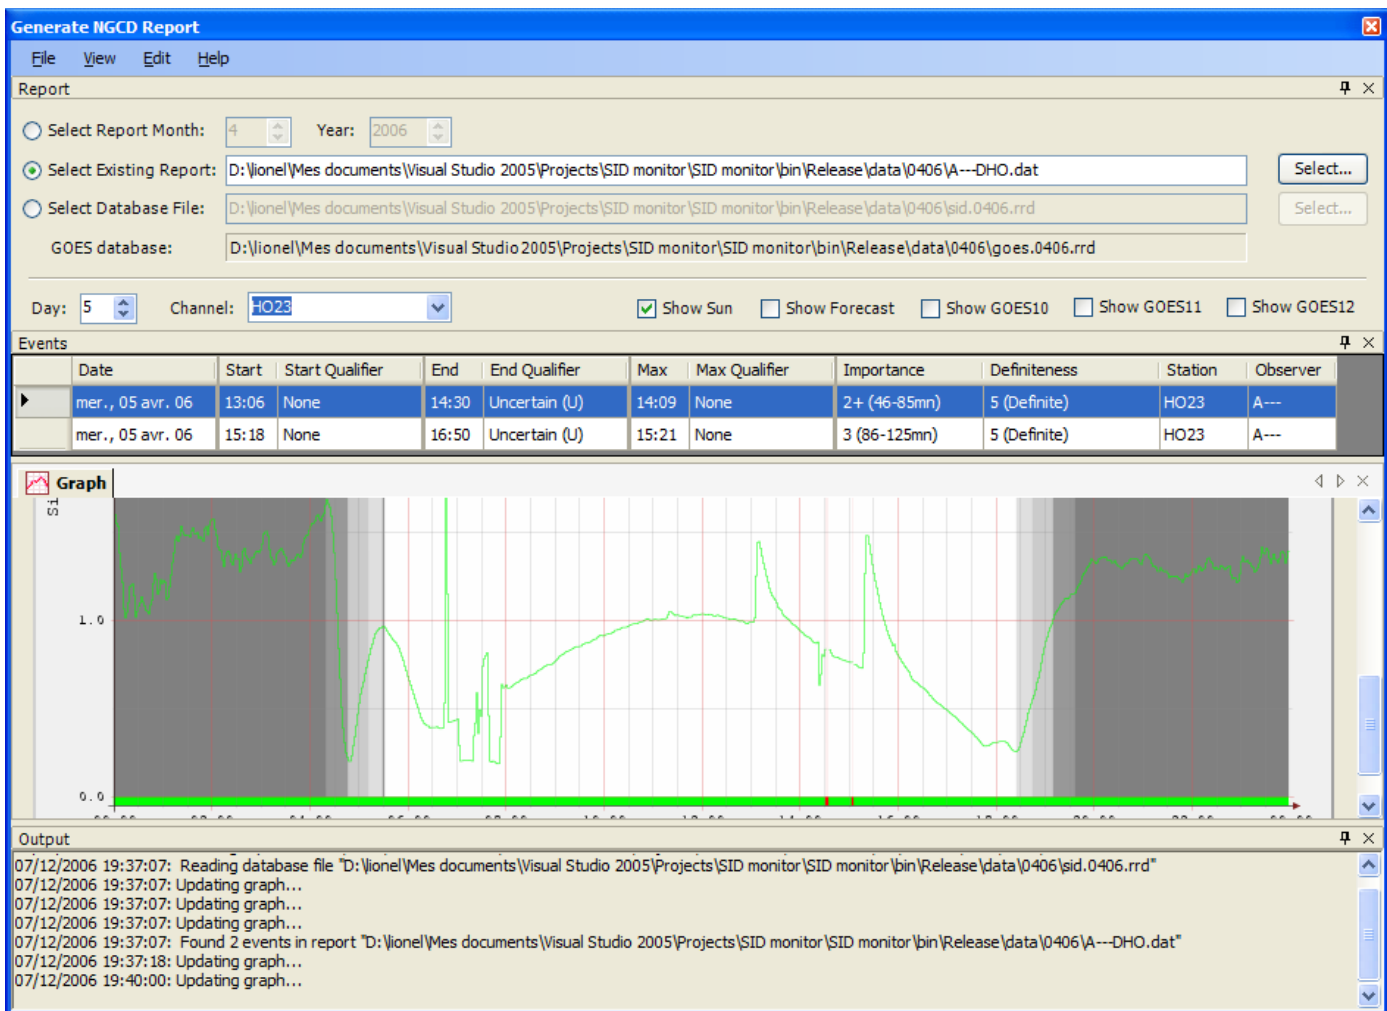 Generate NGCD Report
File View Edit Help
Report
Select Report Month: 4 Year: 2006
Select Existing Report: D:\lionel\Mes documents\Visual Studio 2005\Projects\SID monitor\SID monitor\bin\Release\data\0406\A---DHO.dat Select...
Select Database File: D:\lionel\Mes documents\Visual Studio 2005\Projects\SID monitor\SID monitor\bin\Release\data\0406\sid.0406.rrd Select...
GOES database: D:\lionel\Mes documents\Visual Studio 2005\Projects\SID monitor\SID monitor\bin\Release\data\0406\goes.0406.rrd
Day: 5 Channel: HO23 Show Sun Show Forecast Show GOES10 Show GOES11 Show GOES12
Events
Date Start Start Qualifier End End Qualifier Max Max Qualifier Importance Definiteness Station Observer
mer., 05 avr. 06 13:06 None 14:30 Uncertain (U) 14:09 None 2+ (46-85mn) 5 (Definite) HO23 A---
mer., 05 avr. 06 15:18 None 16:50 Uncertain (U) 15:21 None 3 (86-125mn) 5 (Definite) HO23 A---
Graph
Si
1.0
0.0
Output
07/12/2006 19:37:07: Reading database file "D:\lionel\Mes documents\Visual Studio 2005\Projects\SID monitor\SID monitor\bin\Release\data\0406\sid.0406.rrd"
07/12/2006 19:37:07: Updating graph...
07/12/2006 19:37:07: Updating graph...
07/12/2006 19:37:07: Updating graph...
07/12/2006 19:37:07: Found 2 events in report "D:\lionel\Mes documents\Visual Studio 2005\Projects\SID monitor\SID monitor\bin\Release\data\0406\A---DHO.dat"
07/12/2006 19:37:18: Updating graph...
07/12/2006 19:40:00: Updating graph...